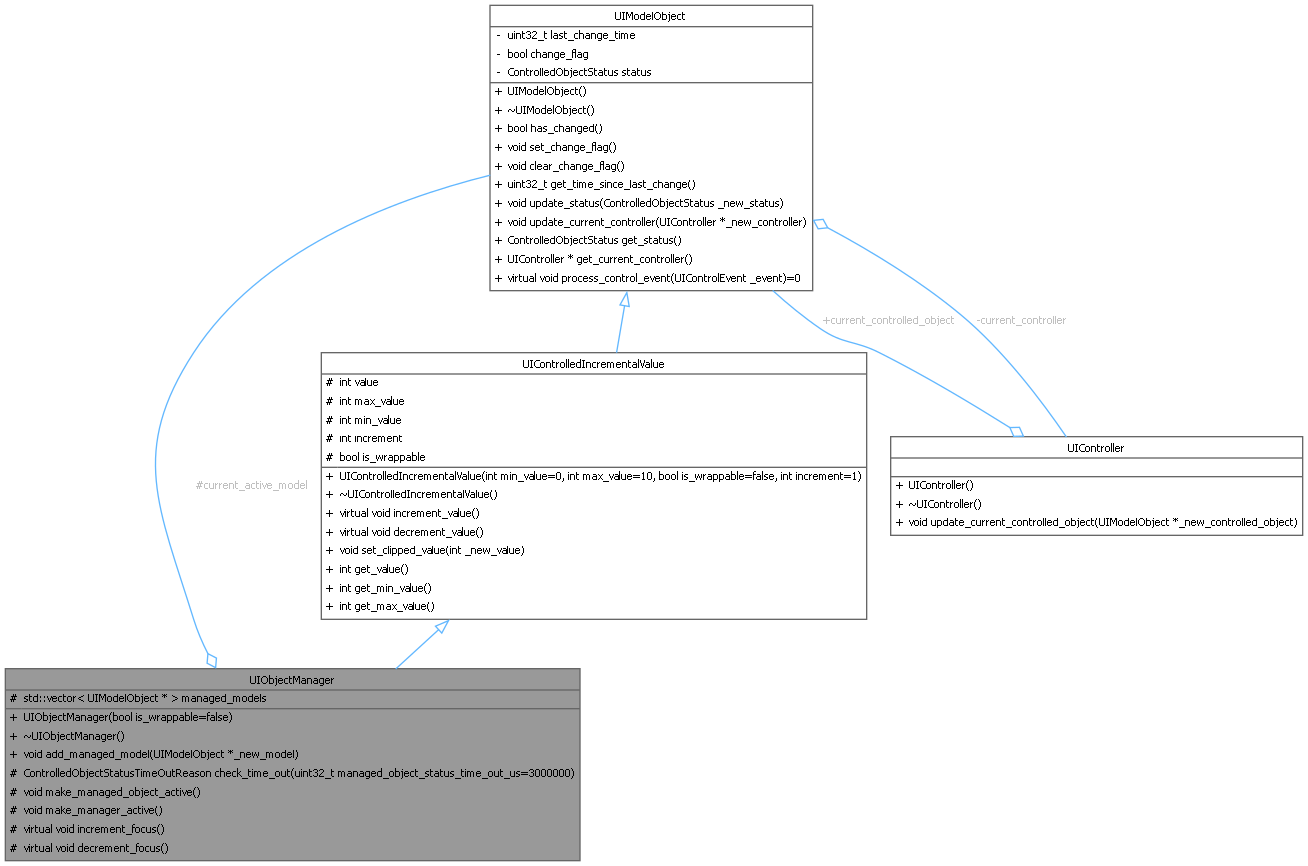 UIModelObject
- uint32_t last_change_time
- bool change_flag
- ControlledObjectStatus status
+ UIModelObject()
+ ~UIModelObject()
+ bool has_changed()
+ void set_change_flag()
+ void clear_change_flag()
+ uint32_t get_time_since_last_change()
+ void update_status(ControlledObjectStatus _new_status)
+ void update_current_controller(UIController *_new_controller)
+ ControlledObjectStatus get_status()
+ UIController * get_current_controller()
+ virtual void process_control_event(UIControlEvent _event)=0
+current_controlled_object
-current_controller
UIControlledIncrementalValue
# int value
# int max_value
# int min_value
# int increment
# bool is_wrappable
+ UIControlledIncrementalValue(int min_value=0, int max_value=10, bool is_wrappable=false, int increment=1)
+ ~UIControlledIncrementalValue()
+ virtual void increment_value()
+ virtual void decrement_value()
+ void set_clipped_value(int _new_value)
+ int get_value()
+ int get_min_value()
+ int get_max_value()
UIController
+ UIController()
+ ~UIController()
+ void update_current_controlled_object(UIModelObject *_new_controlled_object)
#current_active_model
UIObjectManager
# std::vector< UIModelObject * > managed_models
+ UIObjectManager(bool is_wrappable=false)
+ ~UIObjectManager()
+ void add_managed_model(UIModelObject *_new_model)
# ControlledObjectStatusTimeOutReason check_time_out(uint32_t managed_object_status_time_out_us=3000000)
# void make_managed_object_active()
# void make_manager_active()
# virtual void increment_focus()
# virtual void decrement_focus()